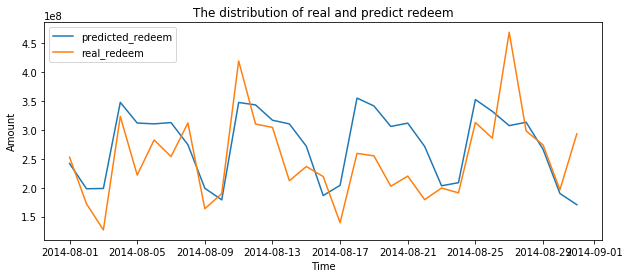 The distribution of real and predict redeem
1e8
predicted_redeem
real_redeem
4.5
4.0
3.5
3.0
2.5
2.0
1.5
Amount
2014-08-01 2014-08-05 2014-08-09 2014-08-13 2014-08-17 2014-08-21 2014-08-25 2014-08-29 2014-09-01
Time